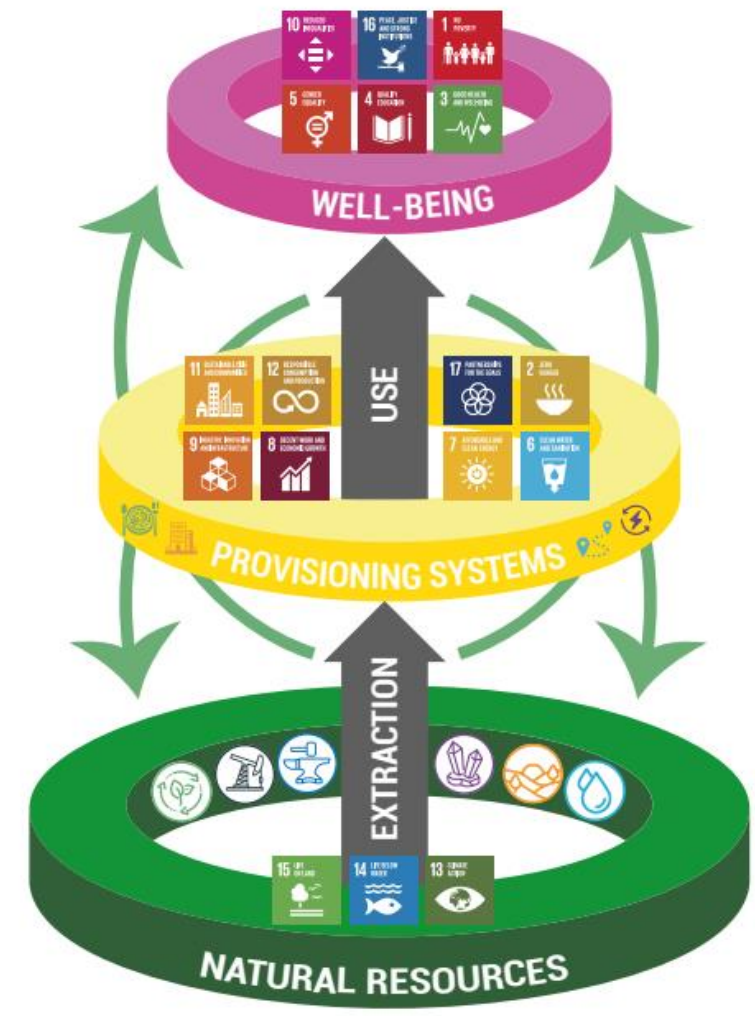 10 REDUCED
INEQUALITIES
16 PEACE, JUSTICE
AND STRONG
INSTITUTIONS
1 NO
POVERTY
5 GENDER
EQUALITY
4 QUALITY
EDUCATION
3 GOOD HEALTH
AND WELL-BEING
WELL-BEING
11 SUSTAINABLE CITIES
AND COMMUNITIES
12 RESPONSIBLE
CONSUMPTION
AND PRODUCTION
17 PARTNERSHIPS
FOR THE GOALS
2 ZERO
HUNGER
USE
9 INDUSTRY, INNOVATION
AND INFRASTRUCTURE
8 DECENT WORK AND
ECONOMIC GROWTH
7 AFFORDABLE AND
CLEAN ENERGY
6 CLEAN WATER
AND SANITATION
PROVISIONING SYSTEMS
EXTRACTION
15 LIFE
ON LAND
14 LIFE BELOW
WATER
13 CLIMATE
ACTION
NATURAL RESOURCES